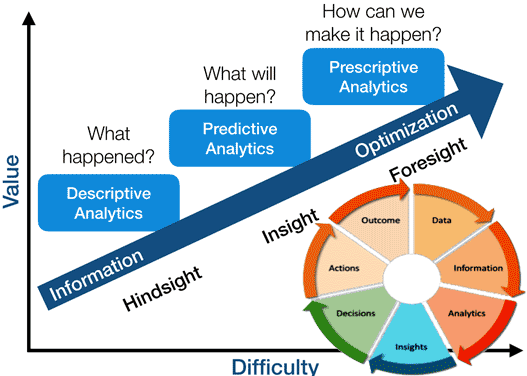 How can we
make it happen?
Prescriptive
Analytics
What will
happen?
Predictive
Analytics
What
happened?
Descriptive
Analytics
Value
Information
Optimization
Hindsight
Insight
Foresight
Outcome
Data
Actions
Information
Decisions
Analytics
Insights
Difficulty